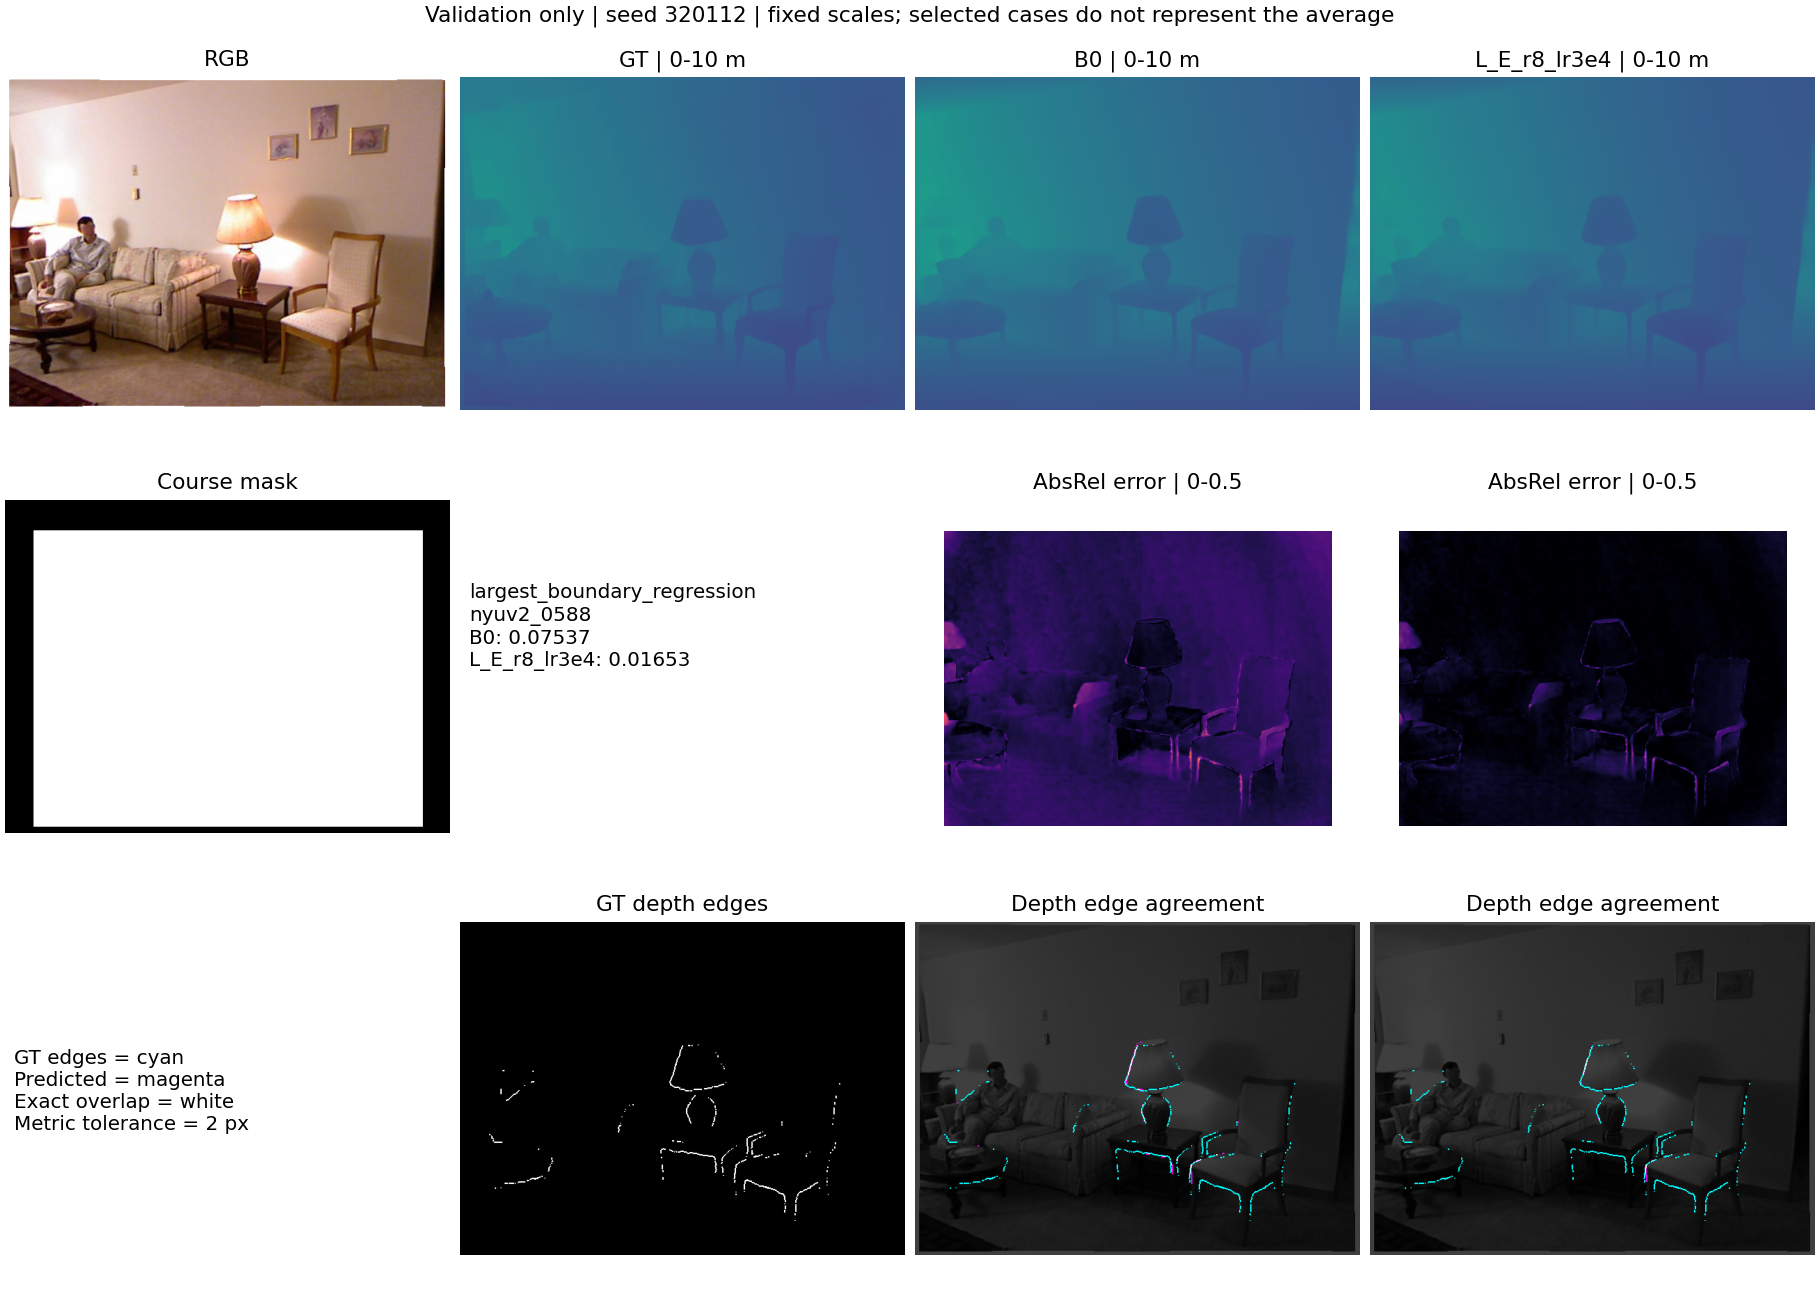 Validation only | seed 320112 | fixed scales; selected cases do not represent the average
RGB
GT | 0-10 m
B0 | 0-10 m
L_E_r8_lr3e4 | 0-10 m
Course mask
AbsRel error | 0-0.5
AbsRel error | 0-0.5
largest_boundary_regression
nyuv2_0588
B0: 0.07537
L_E_r8_lr3e4: 0.01653
GT depth edges
Depth edge agreement
Depth edge agreement
GT edges = cyan
Predicted = magenta
Exact overlap = white
Metric tolerance = 2 px